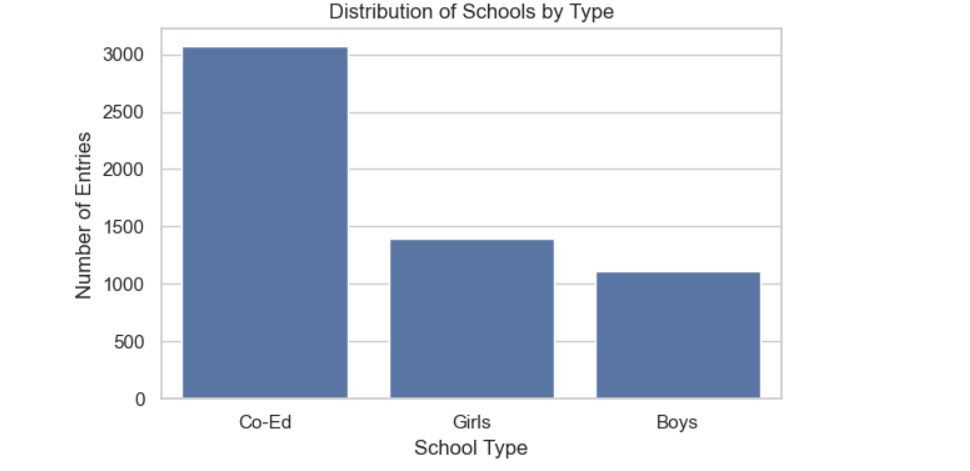 Distribution of Schools by Type
Number of Entries
3000
2500
2000
1500
1000
500
0
Co-Ed Girls Boys
School Type